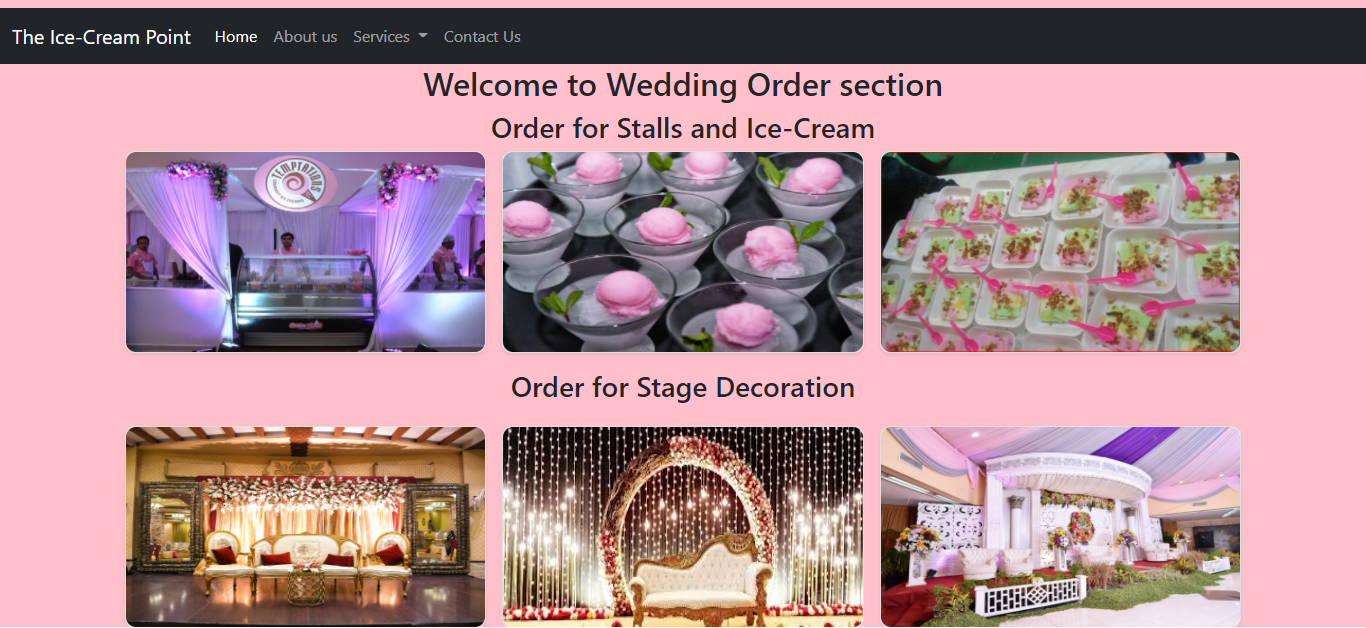 The Ice-Cream Point Home About us Services Contact Us
Welcome to Wedding Order section
Order for Stalls and Ice-Cream
TEMPTATIONS
Order for Stage Decoration